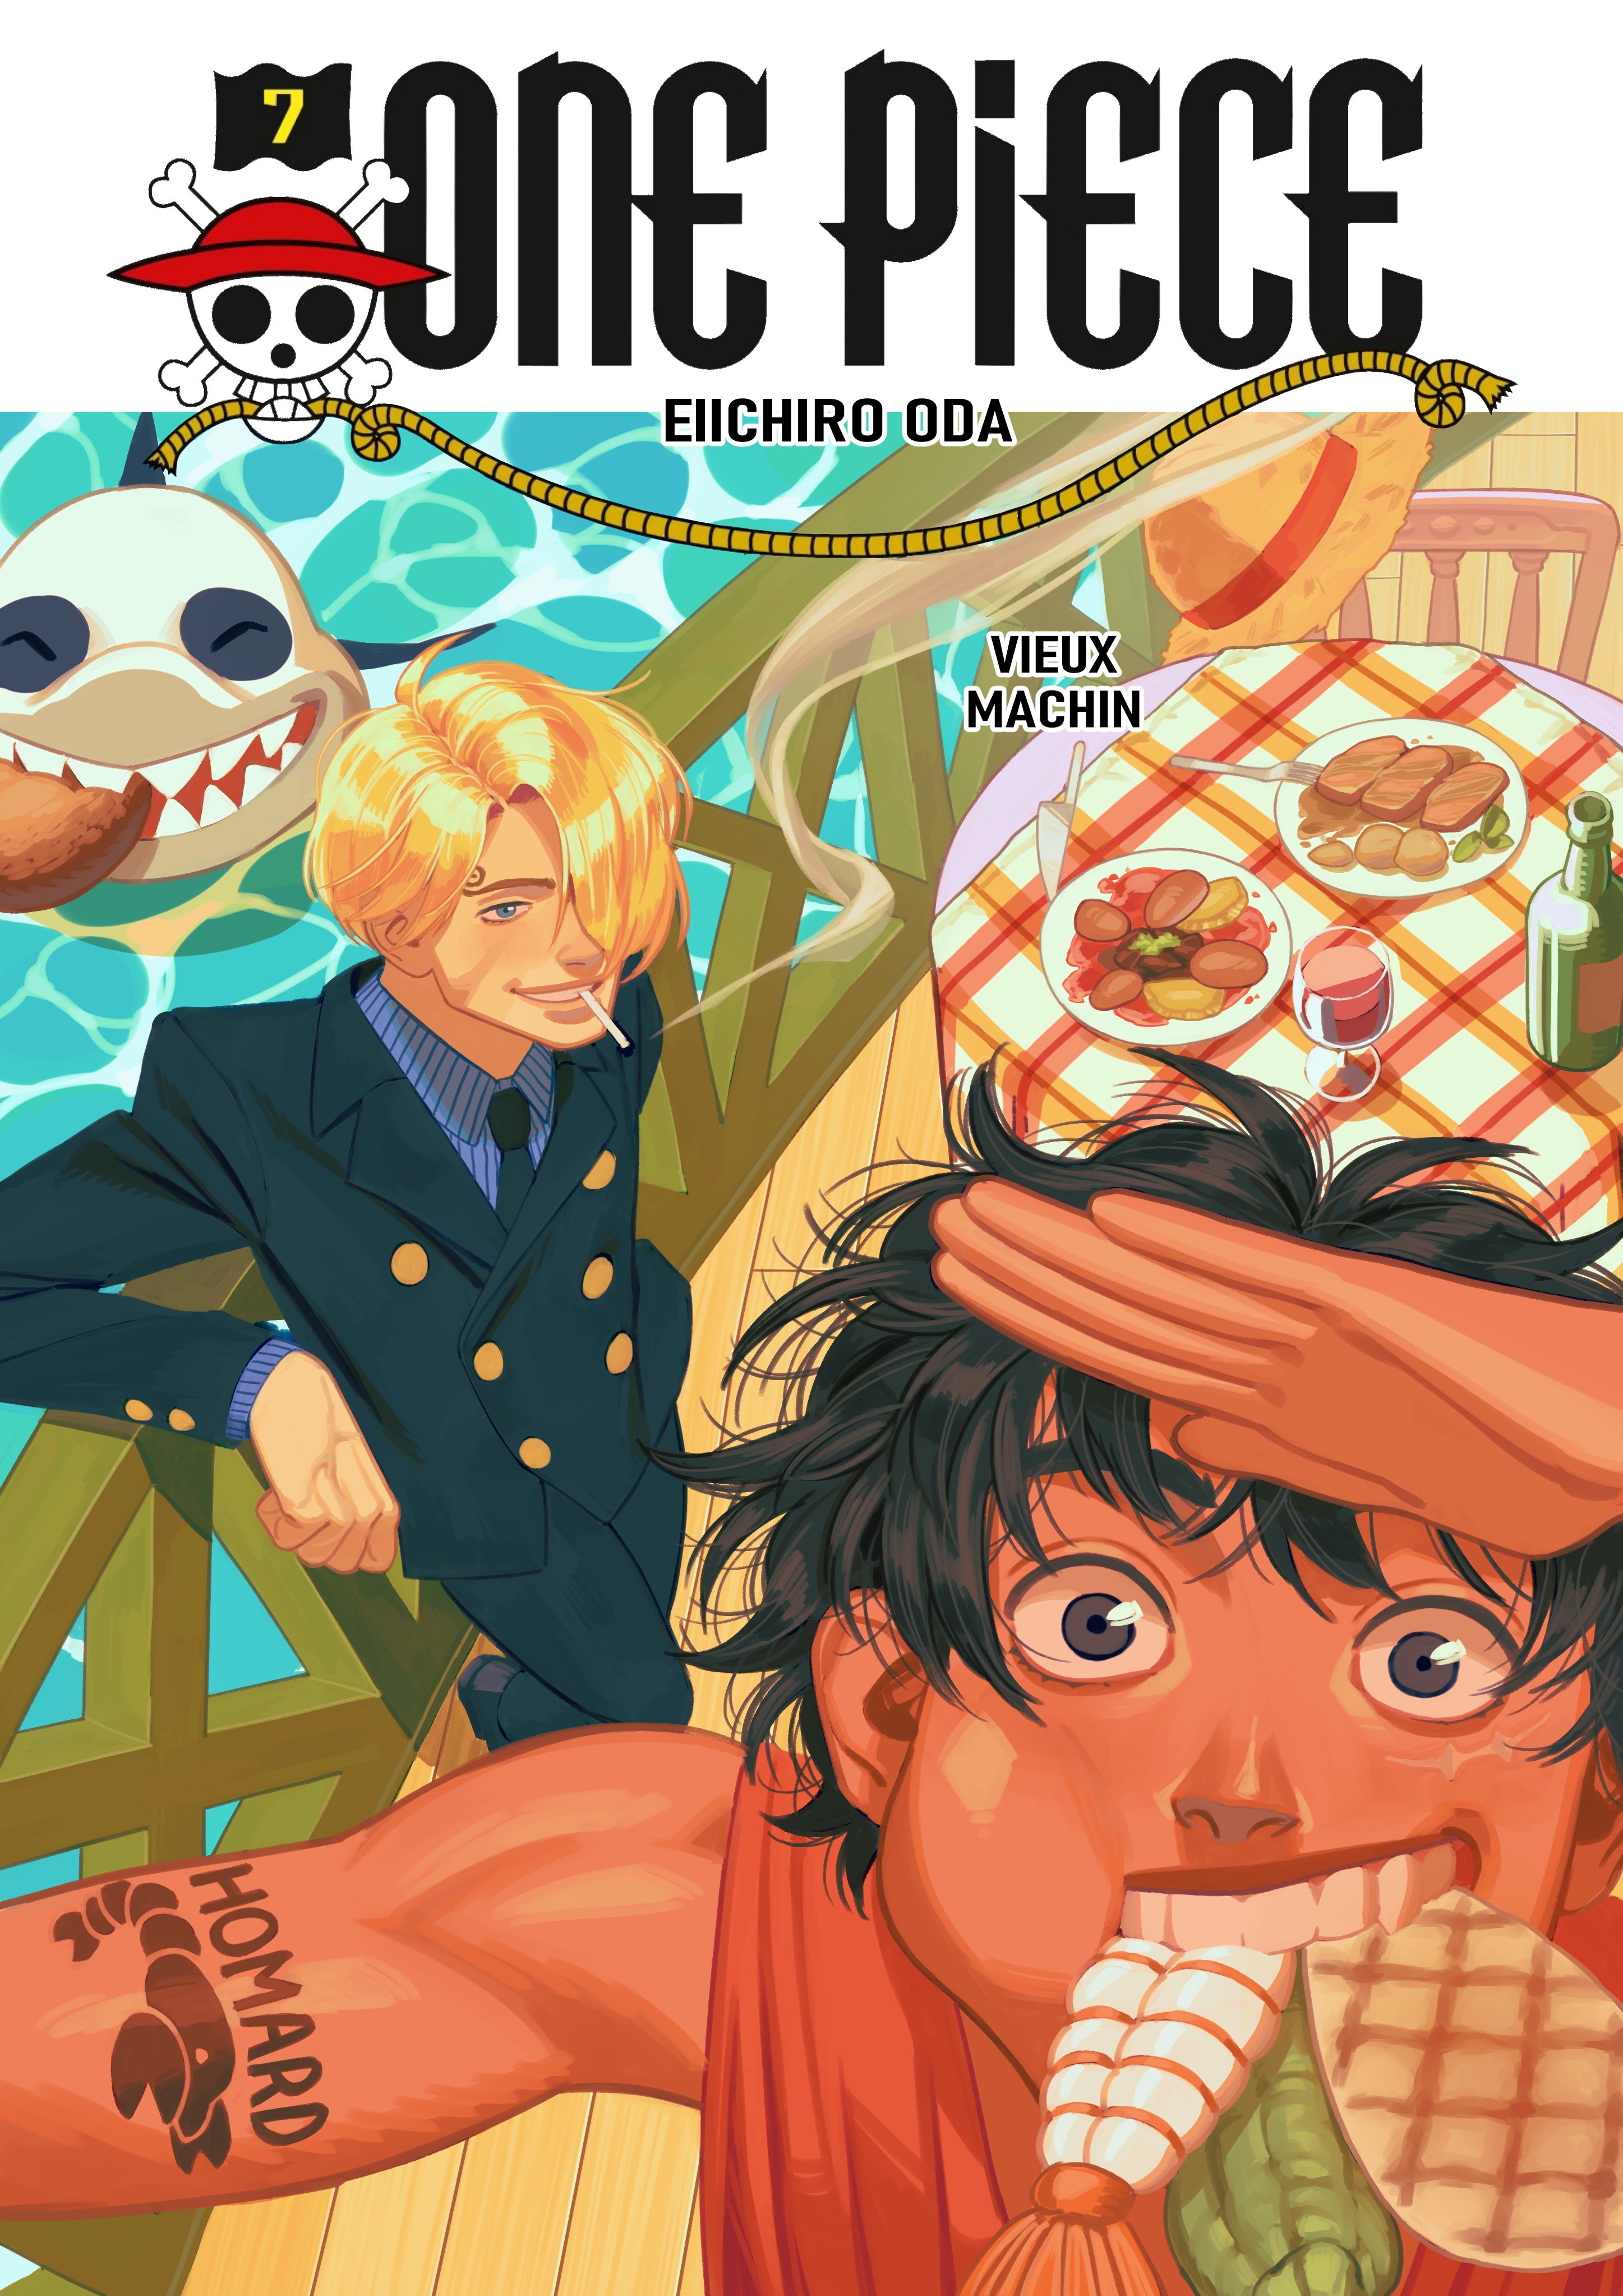 7
ONE PiECE
EIICHIRO ODA
VIEUX
MACHIN
HOMARD